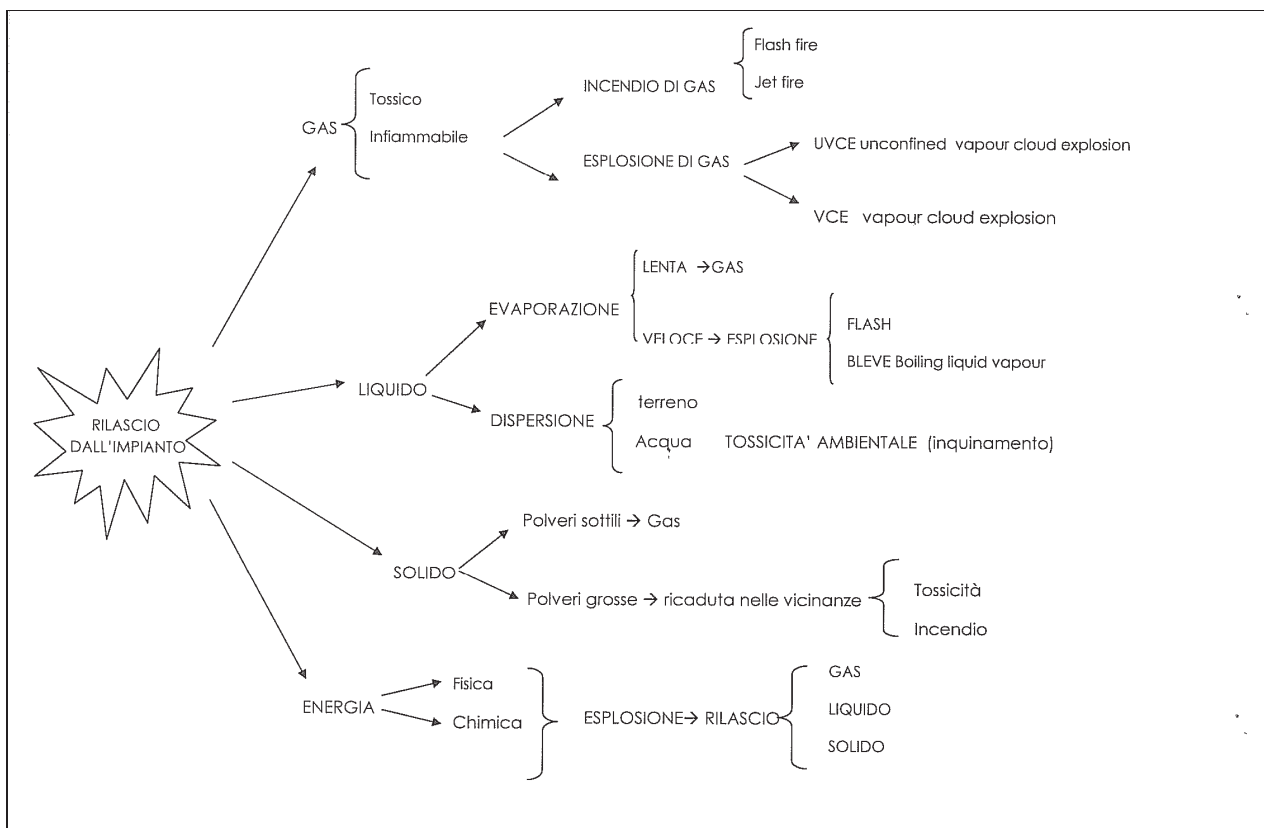 Flash fire
INCENDIO DI GAS
Jet fire
Tossico
GAS
Infiammabile
UVCE unconfined vapour cloud explosion
ESPLOSIONE DI GAS
VCE vapour cloud explosion
LENTA → GAS
EVAPORAZIONE
VELOCE → ESPLOSIONE
FLASH
BLEVE Boiling liquid vapour
LIQUIDO
terreno
DISPERSIONE
Acqua TOSSICITA' AMBIENTALE (inquinamento)
RILASCIO
DALL'IMPIANTO
Polveri sottili → Gas
SOLIDO
Polveri grosse → ricaduta nelle vicinanze
Tossicità
Incendio
Fisica
ENERGIA
Chimica
ESPLOSIONE → RILASCIO
GAS
LIQUIDO
SOLIDO